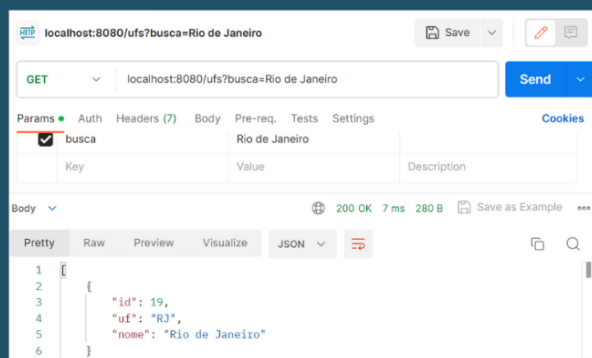 HTTP localhost:8080/ufs?busca=Rio de Janeiro Save
GET localhost:8080/ufs?busca=Rio de Janeiro Send
Params Auth Headers (7) Body Pre-req. Tests Settings Cookies
busca Rio de Janeiro
Key Value Description
Body 200 OK 7 ms 280 B Save as Example
Pretty Raw Preview Visualize JSON
1 [
2 {
3 "id": 19,
4 "uf": "RJ",
5 "nome": "Rio de Janeiro"
6 }